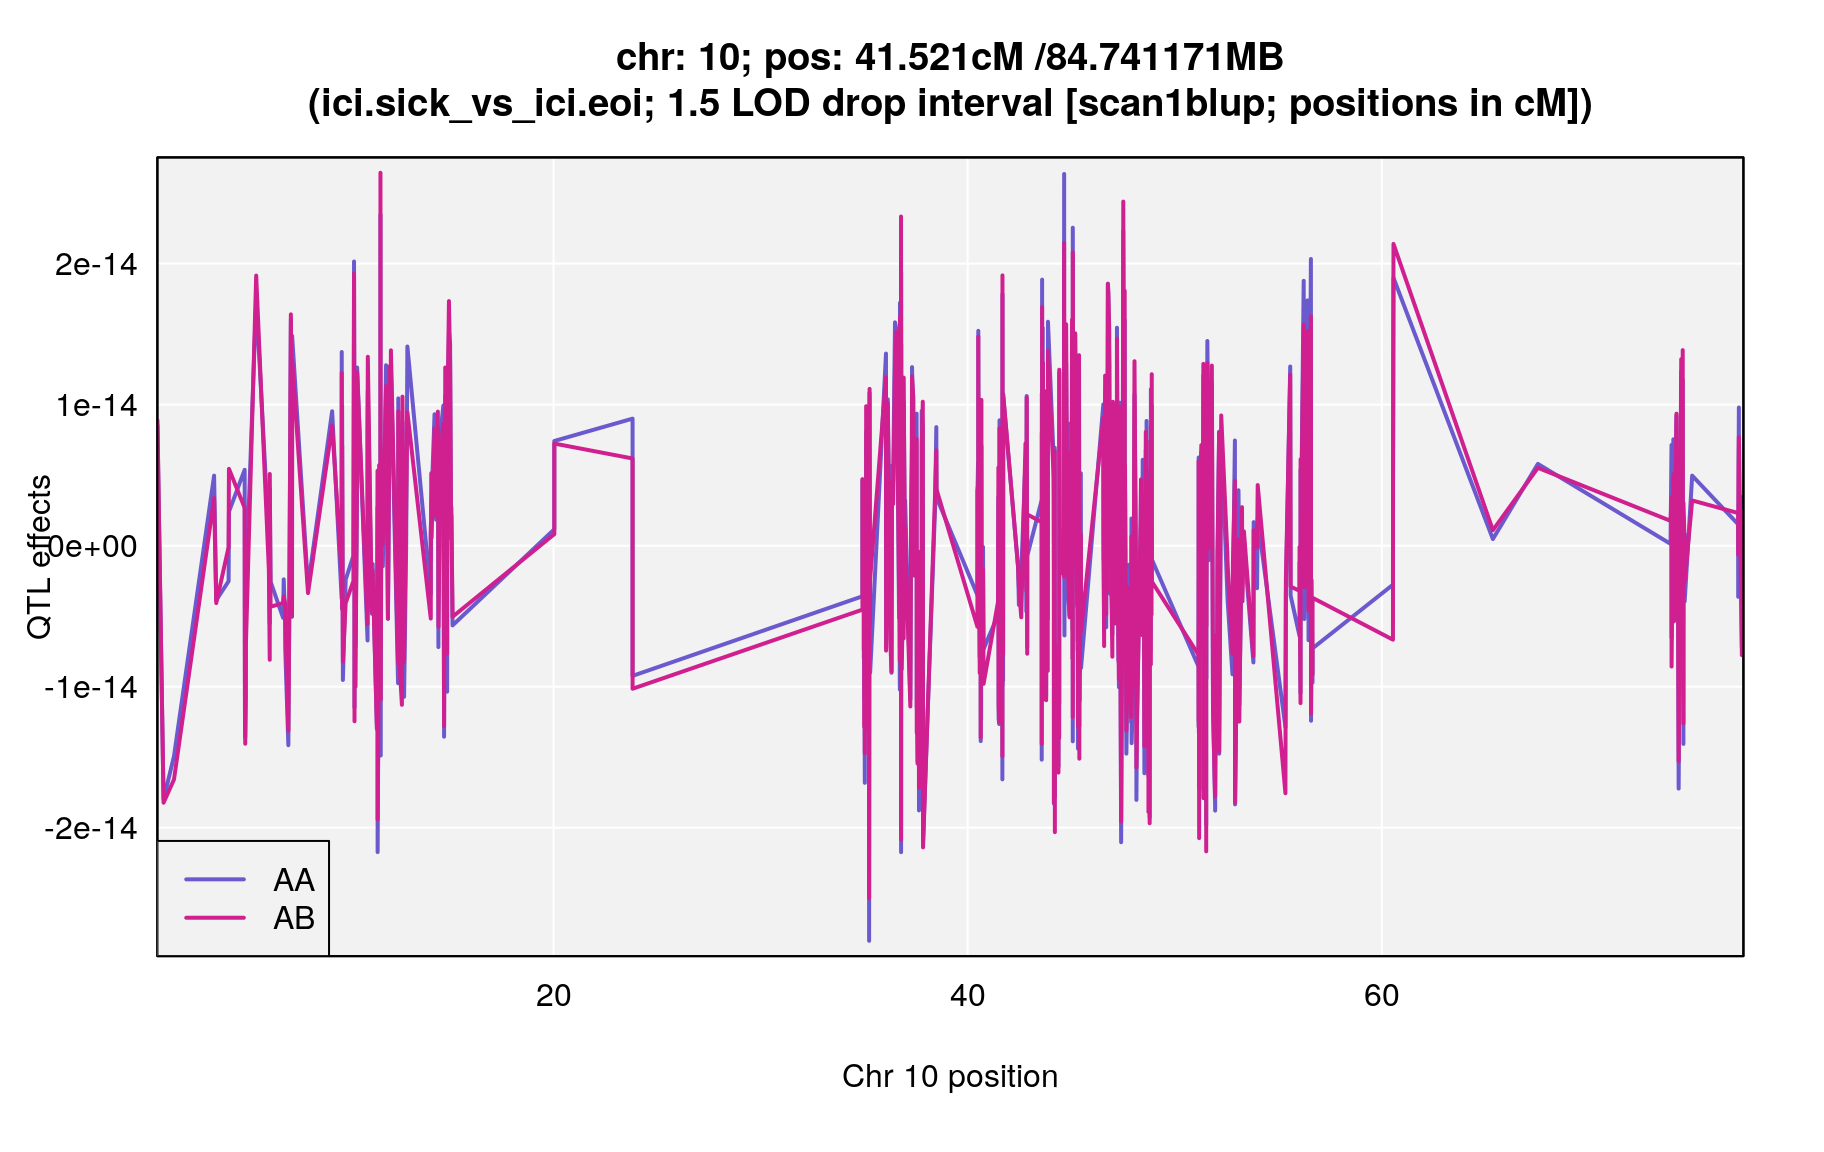 chr: 10; pos: 41.521cM /84.741171MB
(ici.sick_vs_ici.eoi; 1.5 LOD drop interval [scan1blup; positions in cM])
QTL effects
2e-14
1e-14
0e+00
-1e-14
-2e-14
AA
AB
20
40
60
Chr 10 position